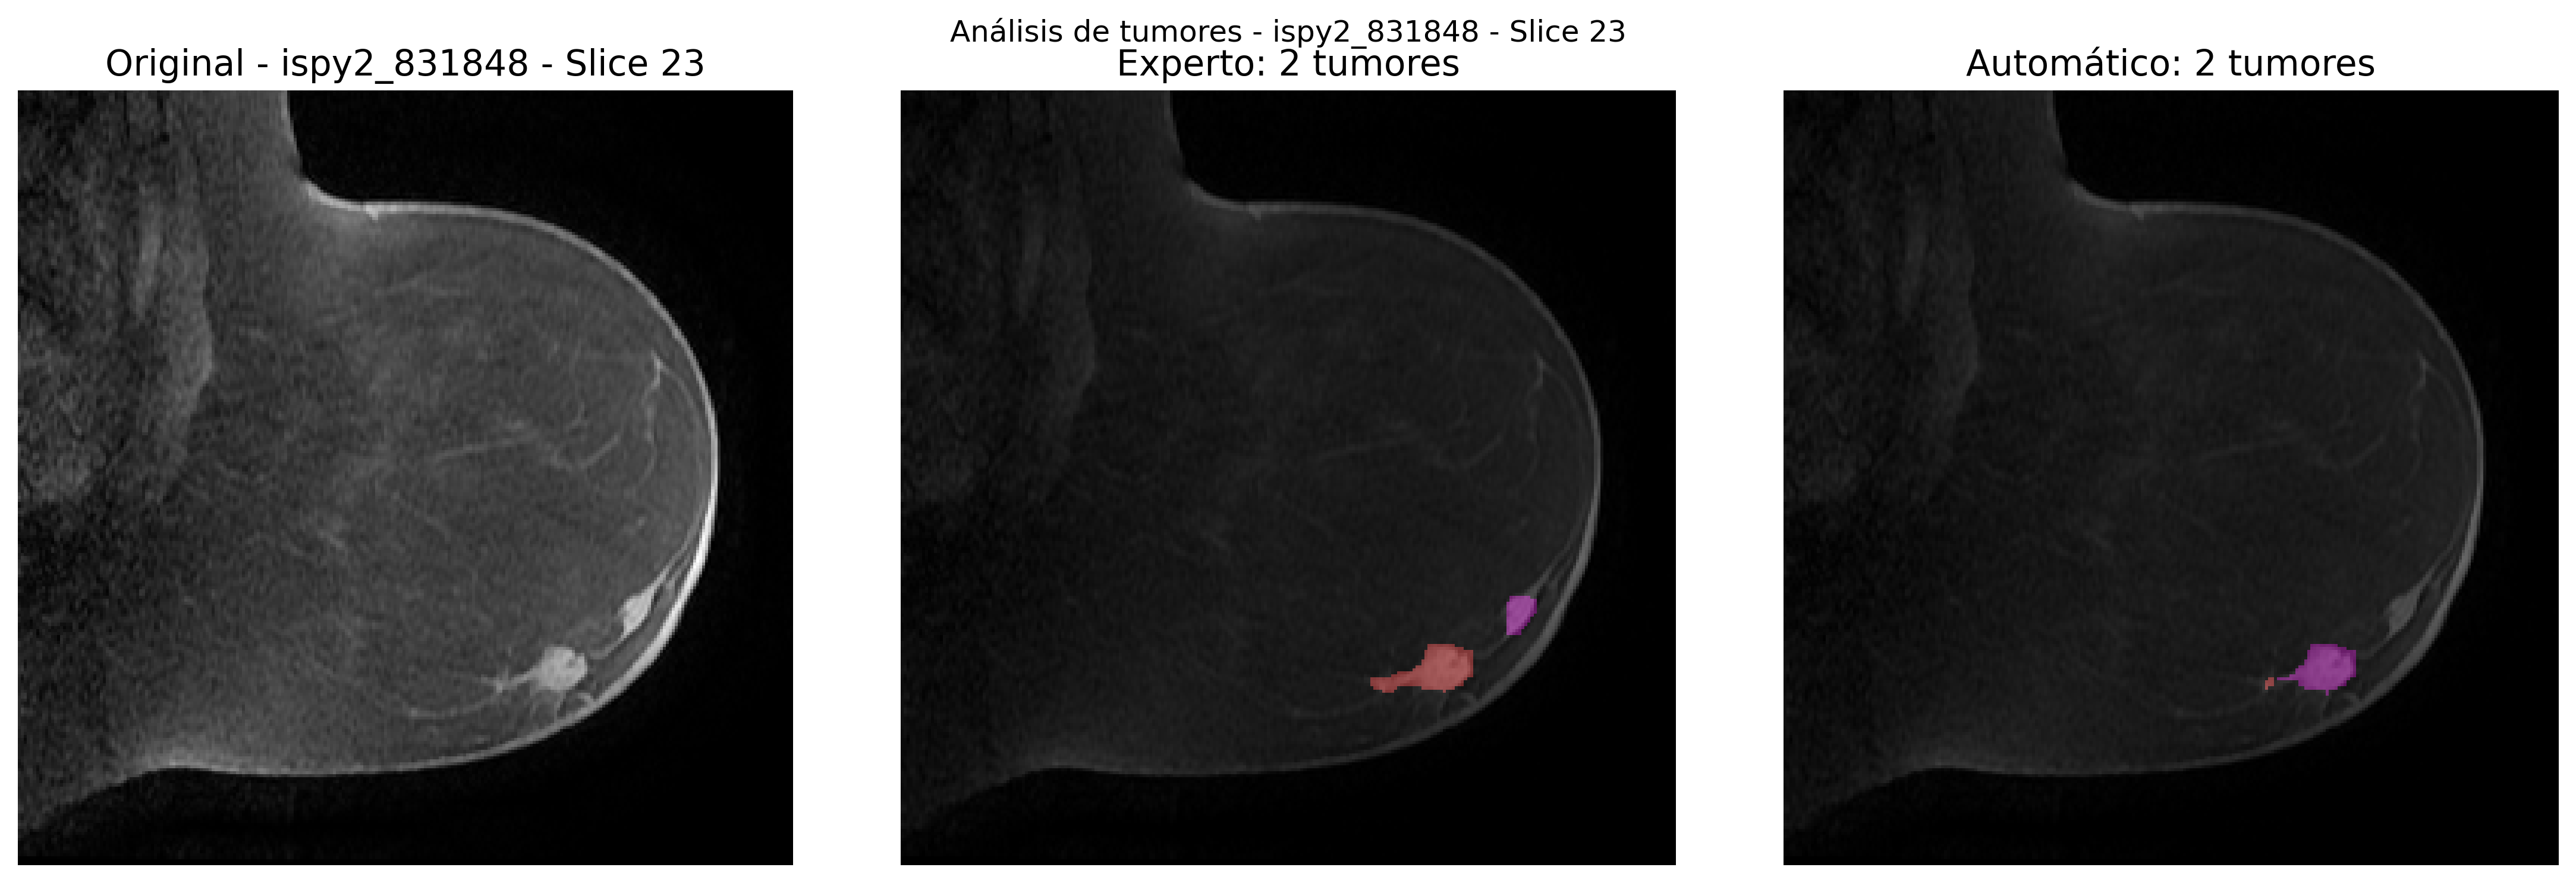 Análisis de tumores - ispy2_831848 - Slice 23
Original - ispy2_831848 - Slice 23
Experto: 2 tumores
Automático: 2 tumores